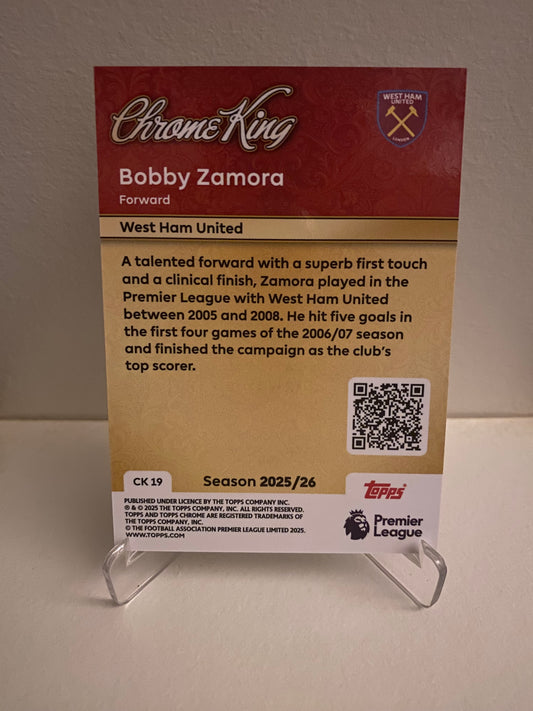 Chrome King
WEST HAM
UNITED
LONDON
Bobby Zamora
Forward
West Ham United
A talented forward with a superb first touch
and a clinical finish, Zamora played in the
Premier League with West Ham United
between 2005 and 2008. He hit five goals in
the first four games of the 2006/07 season
and finished the campaign as the club's
top scorer.
CK 19
Season 2025/26
Topps
PUBLISHED UNDER LICENCE BY THE TOPPS COMPANY INC.
® & © 2025 THE TOPPS COMPANY, INC. ALL RIGHTS RESERVED.
TOPPS AND TOPPS CHROME ARE REGISTERED TRADEMARKS OF
THE TOPPS COMPANY, INC.
© THE FOOTBALL ASSOCIATION PREMIER LEAGUE LIMITED 2025.
WWW.TOPPS.COM
Premier
League